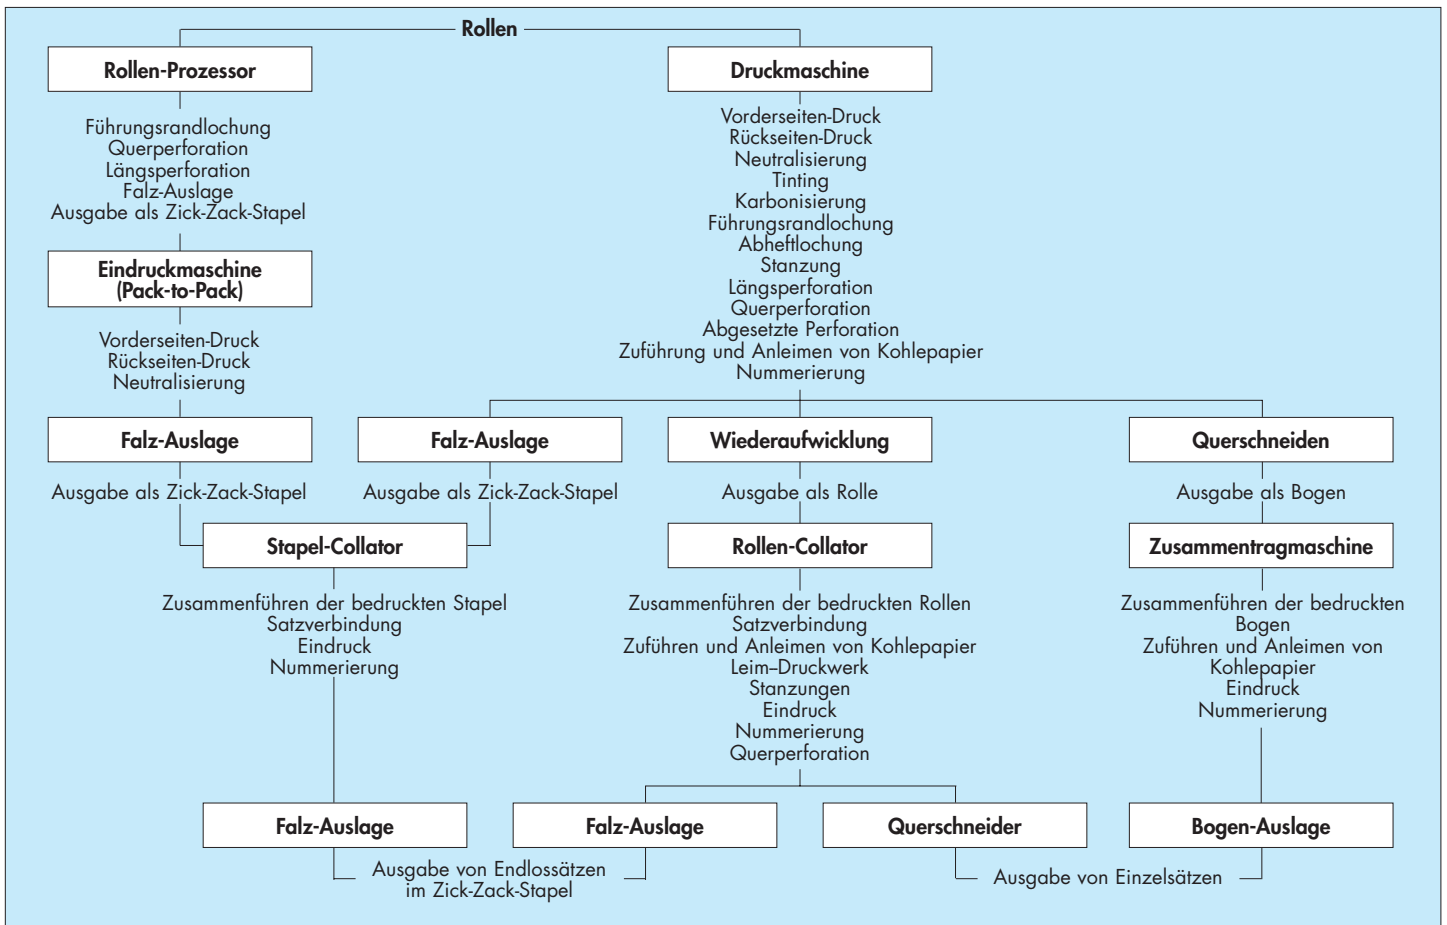 Rollen
Rollen-Prozessor
Führungsrandlochung
Querperforation
Längsperforation
Falz-Auslage
Ausgabe als Zick-Zack-Stapel
Eindruckmaschine
(Pack-to-Pack)
Vorderseiten-Druck
Rückseiten-Druck
Neutralisierung
Falz-Auslage
Ausgabe als Zick-Zack-Stapel
Druckmaschine
Vorderseiten-Druck
Rückseiten-Druck
Neutralisierung
Tinting
Karbonisierung
Führungsrandlochung
Abheftlochung
Stanzung
Längsperforation
Querperforation
Abgesetzte Perforation
Zuführung und Anleimen von Kohlepapier
Nummerierung
Falz-Auslage
Ausgabe als Zick-Zack-Stapel
Wiederaufwicklung
Ausgabe als Rolle
Querschneiden
Ausgabe als Bogen
Stapel-Collator
Zusammenführen der bedruckten Stapel
Satzverbindung
Eindruck
Nummerierung
Rollen-Collator
Zusammenführen der bedruckten Rollen
Satzverbindung
Zuführen und Anleimen von Kohlepapier
Leim–Druckwerk
Stanzungen
Eindruck
Nummerierung
Querperforation
Zusammentragmaschine
Zusammenführen der bedruckten
Bogen
Zuführen und Anleimen von
Kohlepapier
Eindruck
Nummerierung
Falz-Auslage
Falz-Auslage
Querschneider
Bogen-Auslage
Ausgabe von Endlossätzen
im Zick-Zack-Stapel
Ausgabe von Einzelsätzen